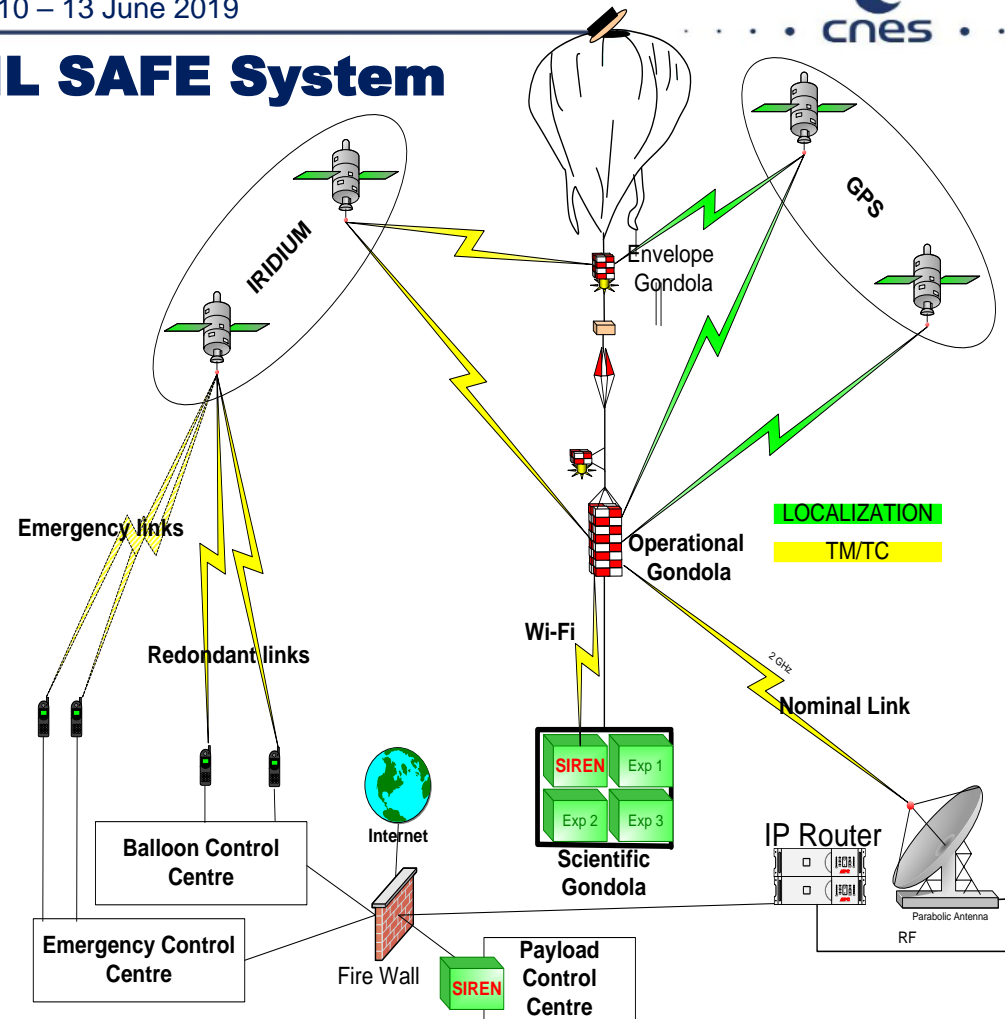 10 – 13 June 2019
cnes
IL SAFE System
IRIDIUM
GPS
Envelope
Gondola
Emergency links
LOCALIZATION
TM/TC
Operational
Gondola
Wi-Fi
Redondant links
2 GHz
Nominal Link
SIREN
Exp 1
Exp 2
Exp 3
Internet
IP Router
Balloon Control
Centre
Scientific
Gondola
Parabolic Antenna
RF
Emergency Control
Centre
Fire Wall
SIREN
Payload
Control
Centre